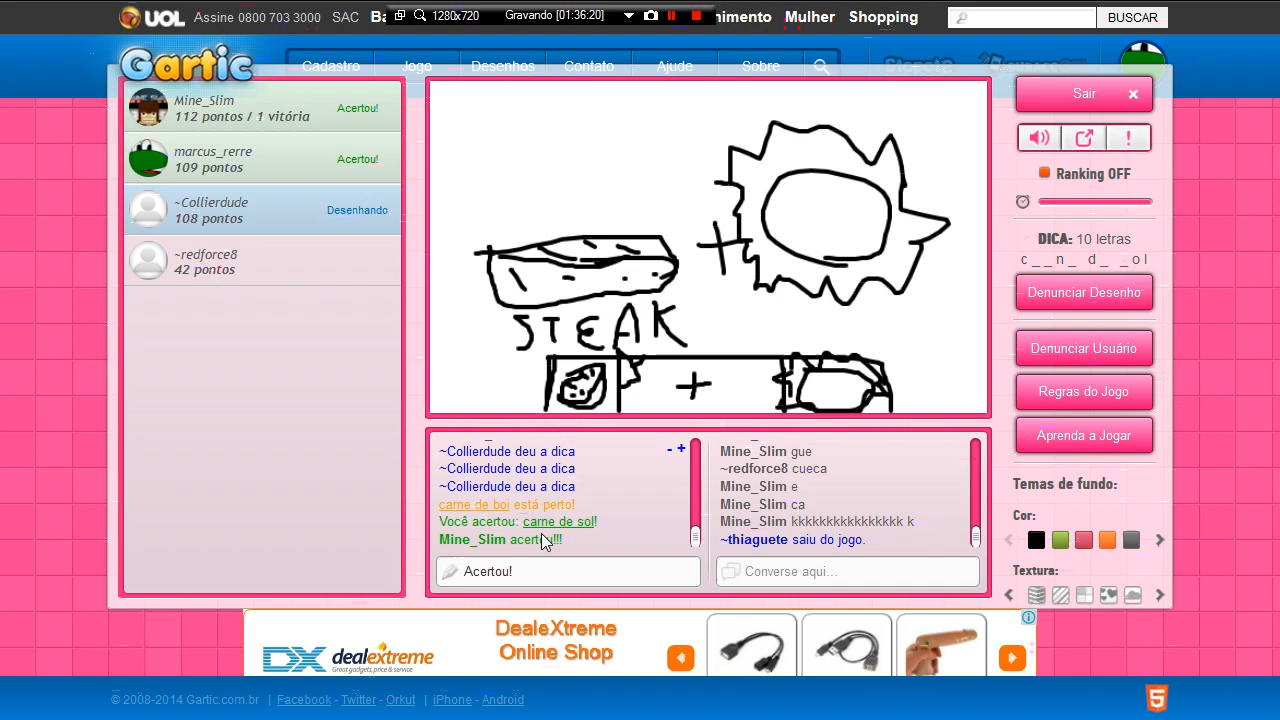 UOL Assine 0800 703 3000 SAC Ba 1280x720 Gravando [01:36:20] nhecimento Mulher Shopping BUSCAR
Gartic
Cadastro Jogo Desenhos Contato Ajuda Sobre
Mine_Slim
112 pontos / 1 vitória
Acertou!
marcus_rerre
109 pontos
Acertou!
~Collierdude
108 pontos
Desenhando
~redforce8
42 pontos
STEAK
+
+
~Collierdude deu a dica
~Collierdude deu a dica
~Collierdude deu a dica
carne de boi está perto!
Você acertou: carne de sol!
Mine_Slim acertou!!!
- +
Acertou!
Mine_Slim gue
~redforce8 cueca
Mine_Slim e
Mine_Slim ca
Mine_Slim kkkkkkkkkkkkkkkk k
~thiaguete saiu do jogo.
Converse aqui...
Sair ×
!
Ranking OFF
DICA: 10 letras
c _ _ n _ d _ _ o l
Denunciar Desenho
Denunciar Usuário
Regras do Jogo
Aprenda a Jogar
Temas de fundo:
Cor:
Textura:
DX dealextreme
Great gadgets, great price
DealeXtreme
Online Shop
© 2008-2014 Gartic.com.br | Facebook - Twitter - Orkut | iPhone - Android
5